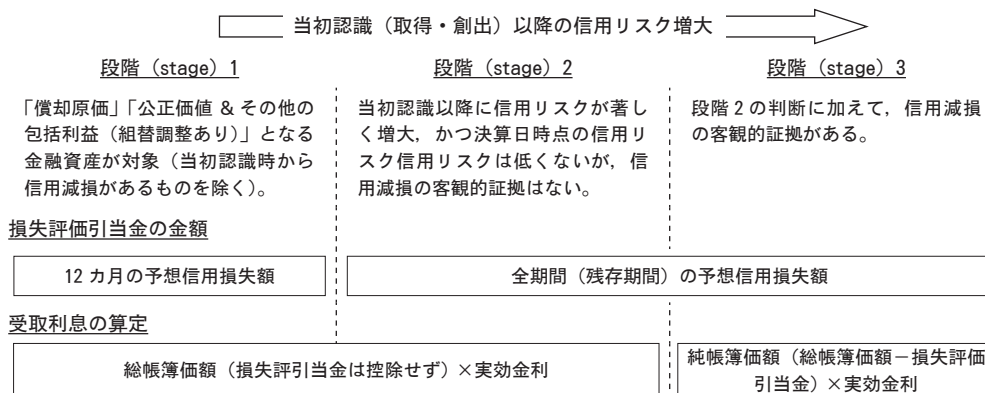 当初認識（取得・創出）以降の信用リスク増大
段階（stage）1
「償却原価」「公正価値 & その他の
包括利益（組替調整あり）」となる
金融資産が対象（当初認識時から
信用減損があるものを除く）。
段階（stage）2
当初認識以降に信用リスクが著し
く増大，かつ決算日時点の信用リ
スク信用リスクは低くないが，信
用減損の客観的証拠はない。
段階（stage）3
段階 2 の判断に加えて，信用減損
の客観的証拠がある。
損失評価引当金の金額
12 カ月の予想信用損失額
全期間（残存期間）の予想信用損失額
受取利息の算定
総帳簿価額（損失評引当金は控除せず）×実効金利
純帳簿価額（総帳簿価額－損失評価
引当金）×実効金利